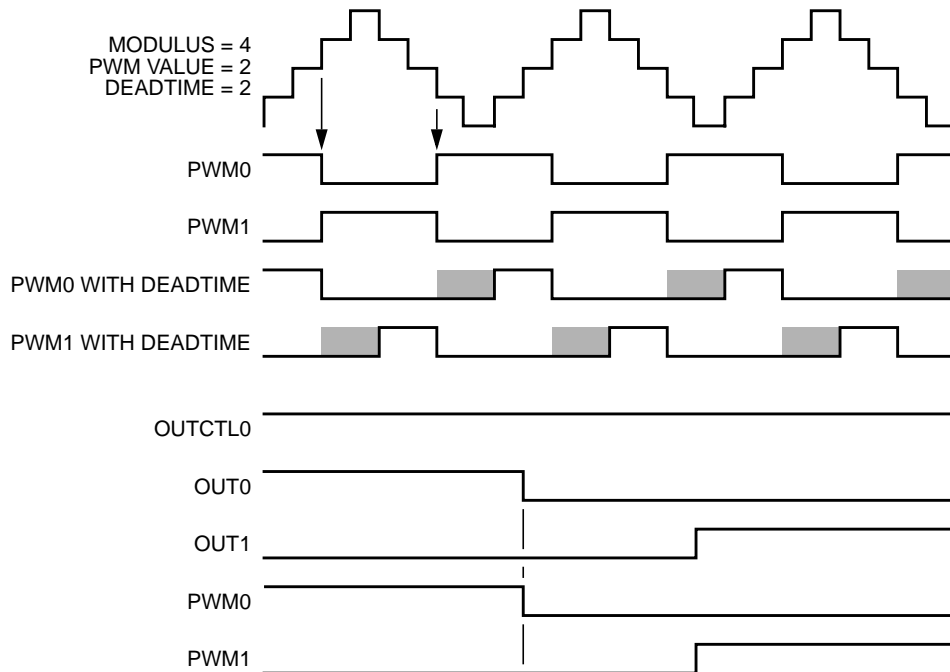 MODULUS = 4
PWM VALUE = 2
DEADTIME = 2
PWM0
PWM1
PWM0 WITH DEADTIME
PWM1 WITH DEADTIME
OUTCTL0
OUT0
OUT1
PWM0
PWM1